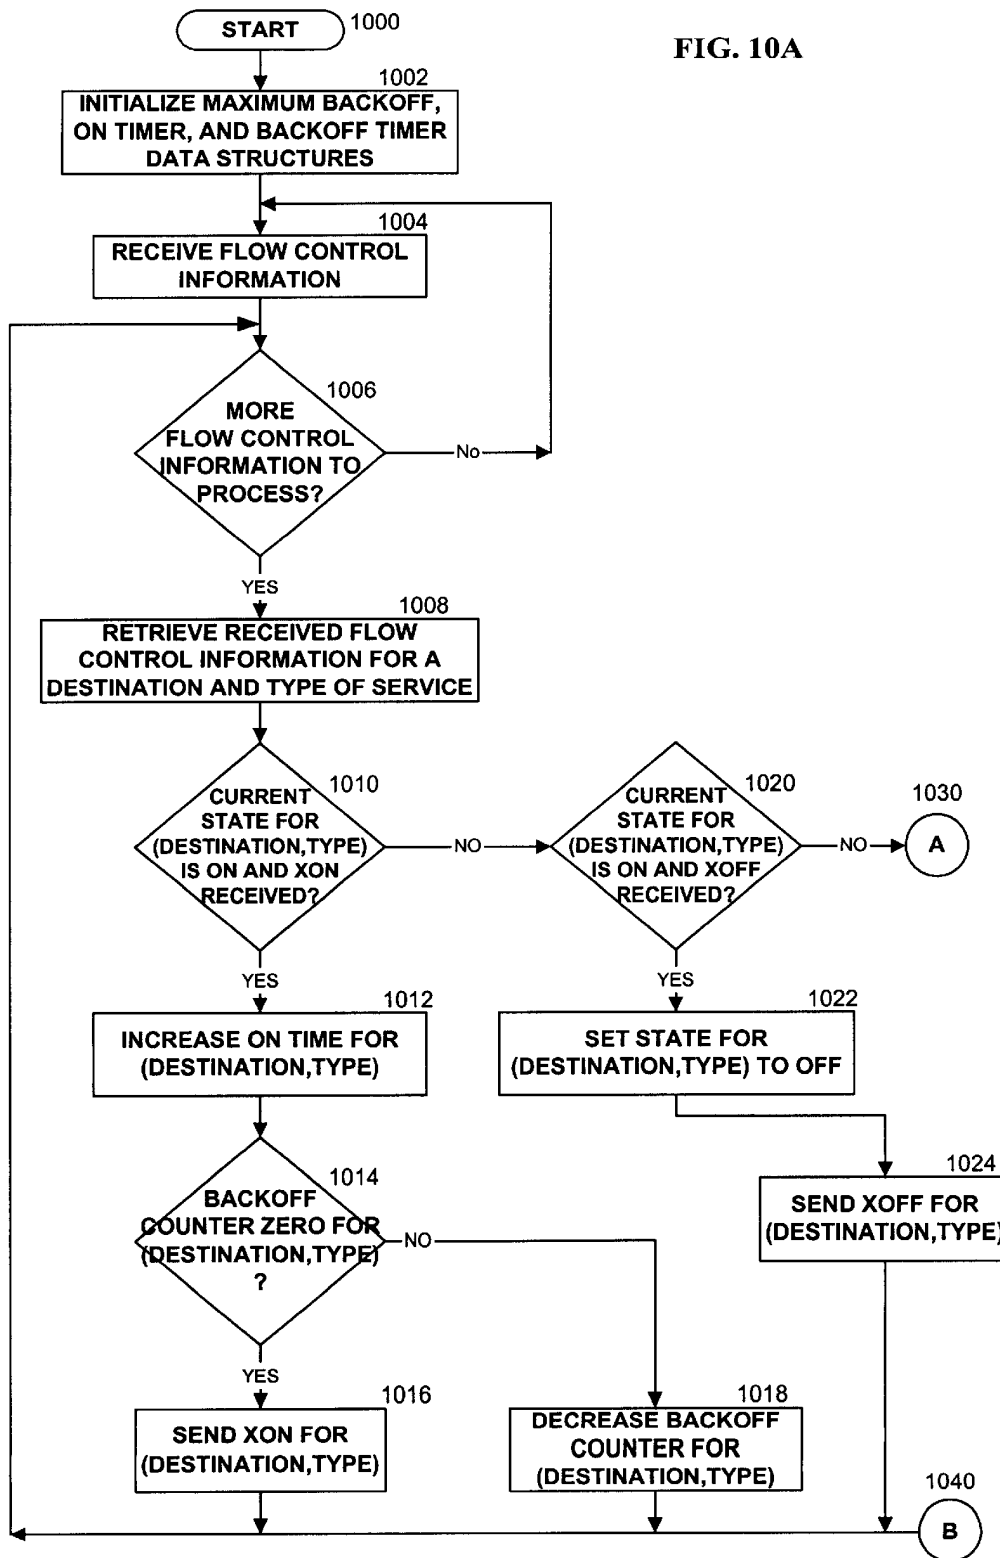 START
1000
FIG. 10A
1002
INITIALIZE MAXIMUM BACKOFF,
ON TIMER, AND BACKOFF TIMER
DATA STRUCTURES
1004
RECEIVE FLOW CONTROL
INFORMATION
1006
MORE
FLOW CONTROL
INFORMATION TO
PROCESS?
No
YES
1008
RETRIEVE RECEIVED FLOW
CONTROL INFORMATION FOR A
DESTINATION AND TYPE OF SERVICE
1010
CURRENT
STATE FOR
(DESTINATION,TYPE)
IS ON AND XON
RECEIVED?
NO
1020
CURRENT
STATE FOR
(DESTINATION,TYPE)
IS ON AND XOFF
RECEIVED?
NO
1030
A
YES
YES
1012
INCREASE ON TIME FOR
(DESTINATION,TYPE)
1022
SET STATE FOR
(DESTINATION,TYPE) TO OFF
1014
BACKOFF
COUNTER ZERO FOR
(DESTINATION,TYPE)
?
NO
1024
SEND XOFF FOR
(DESTINATION,TYPE)
YES
1016
SEND XON FOR
(DESTINATION,TYPE)
1018
DECREASE BACKOFF
COUNTER FOR
(DESTINATION,TYPE)
1040
B